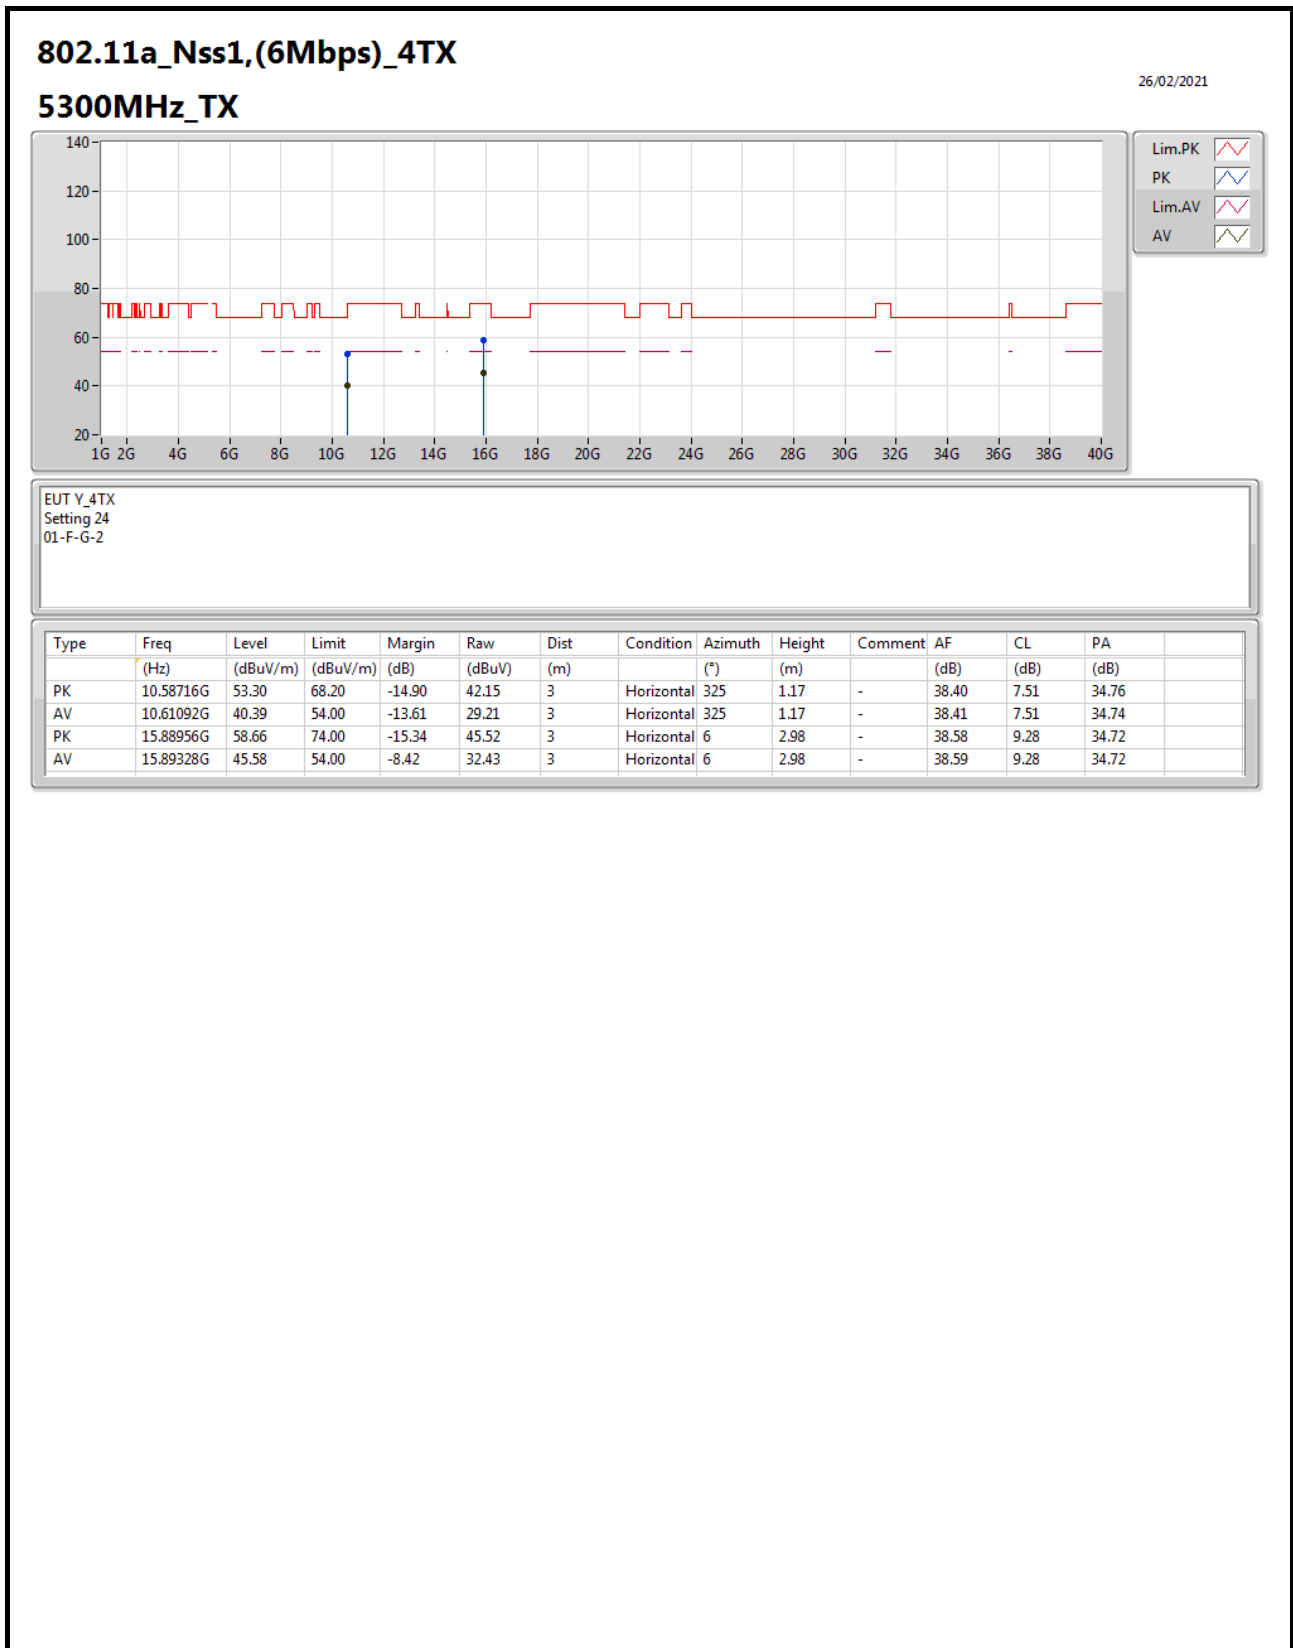 802.11a_Nss1,(6Mbps)_4TX
26/02/2021
5300MHz_TX
140
120
100
80
60
40
20
1G 2G 4G 6G 8G 10G 12G 14G 16G 18G 20G 22G 24G 26G 28G 30G 32G 34G 36G 38G 40G
Lim.PK
PK
Lim.AV
AV
EUT Y_4TX
Setting 24
01-F-G-2
Type Freq Level Limit Margin Raw Dist Condition Azimuth Height Comment AF CL PA
(Hz) (dBuV/m) (dBuV/m) (dB) (dBuV) (m) (°) (m) (dB) (dB) (dB)
PK 10.58716G 53.30 68.20 -14.90 42.15 3 Horizontal 325 1.17 - 38.40 7.51 34.76
AV 10.61092G 40.39 54.00 -13.61 29.21 3 Horizontal 325 1.17 - 38.41 7.51 34.74
PK 15.88956G 58.66 74.00 -15.34 45.52 3 Horizontal 6 2.98 - 38.58 9.28 34.72
AV 15.89328G 45.58 54.00 -8.42 32.43 3 Horizontal 6 2.98 - 38.59 9.28 34.72